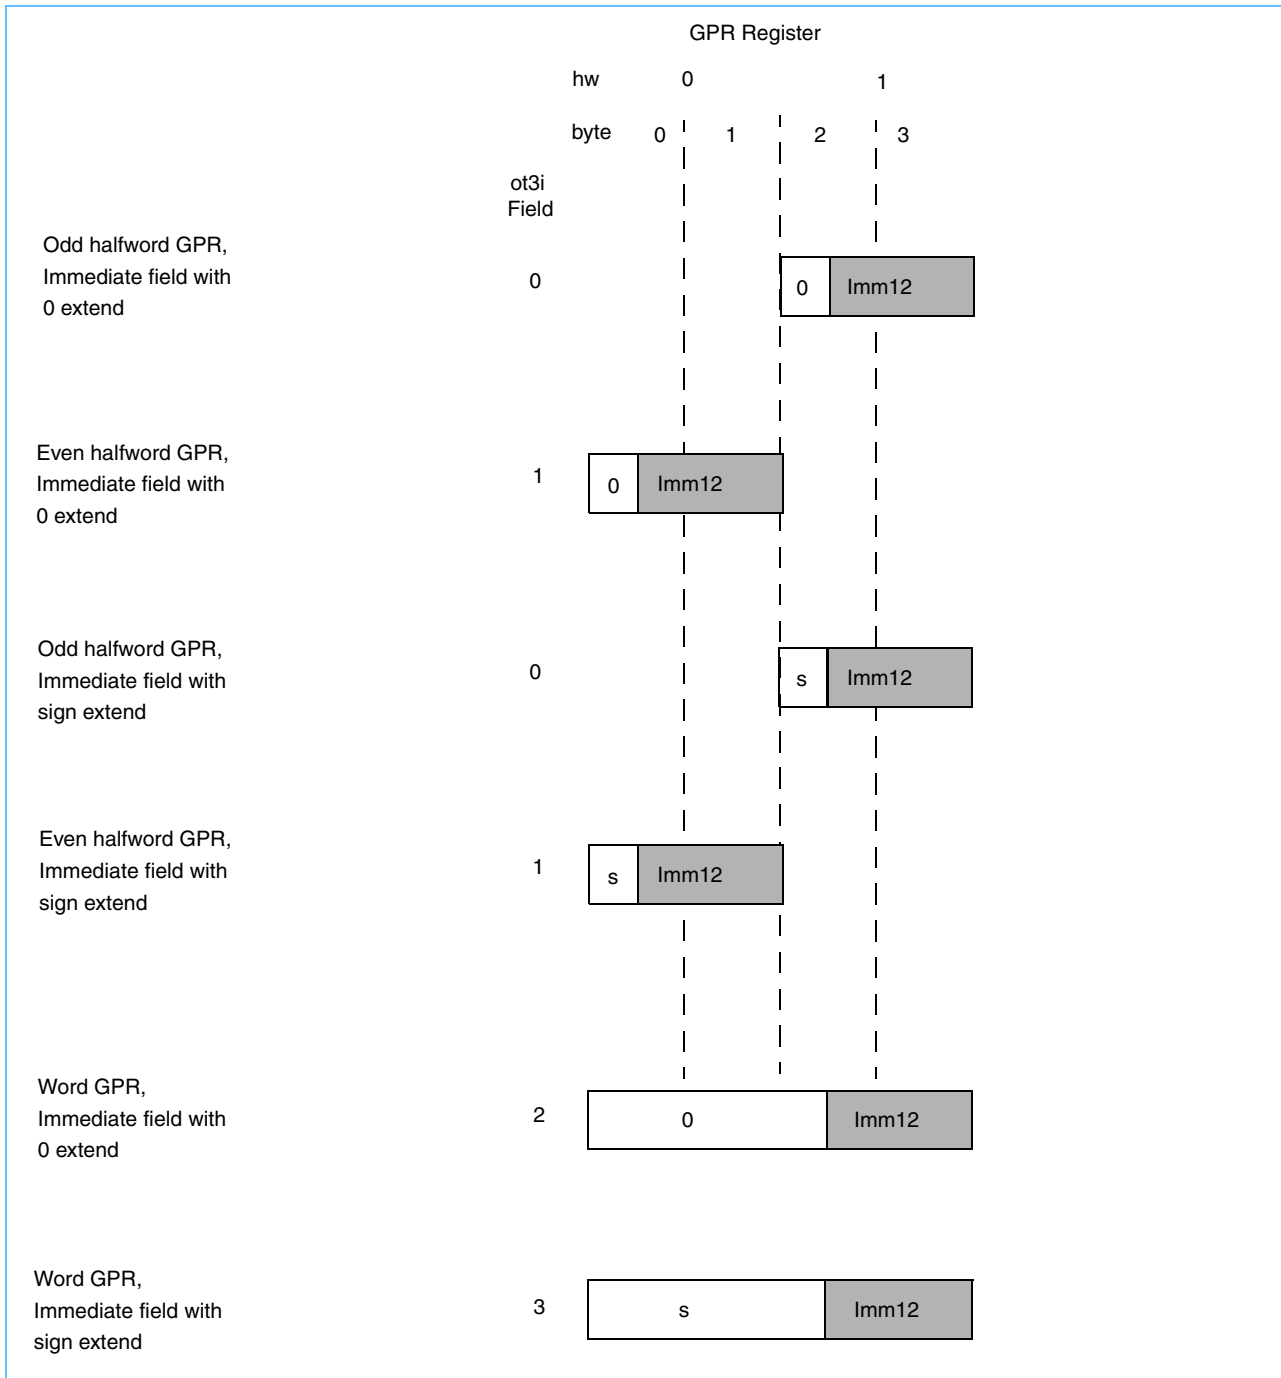 GPR Register
hw 0 1
byte 0 1 2 3
ot3i
Field
Odd halfword GPR,
Immediate field with
0 extend
0
0 Imm12
Even halfword GPR,
Immediate field with
0 extend
1
0 Imm12
Odd halfword GPR,
Immediate field with
sign extend
0
s Imm12
Even halfword GPR,
Immediate field with
sign extend
1
s Imm12
Word GPR,
Immediate field with
0 extend
2
0 Imm12
Word GPR,
Immediate field with
sign extend
3
s Imm12